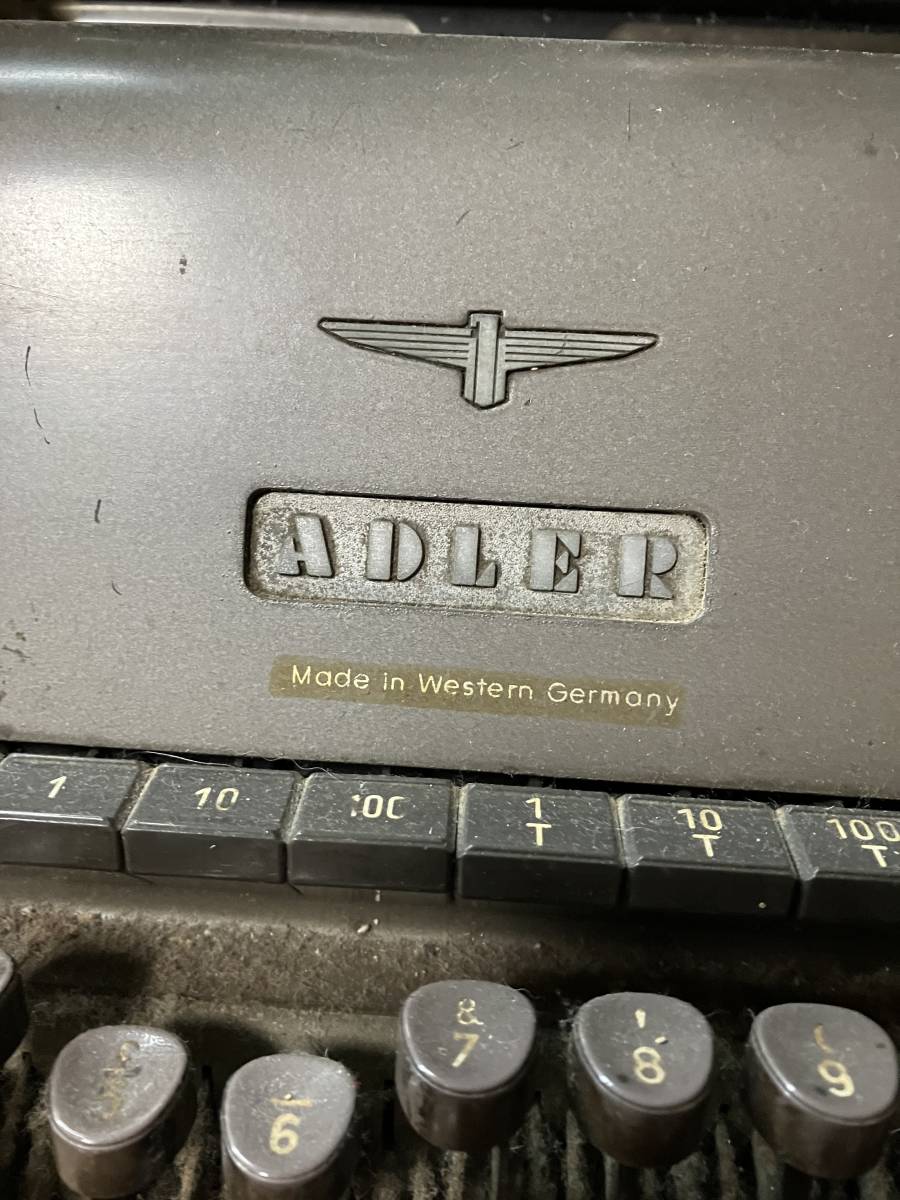 ADLER
Made in Western Germany
1 10 :0C 1 10 100
T T T
& ' (
7 8 9
6